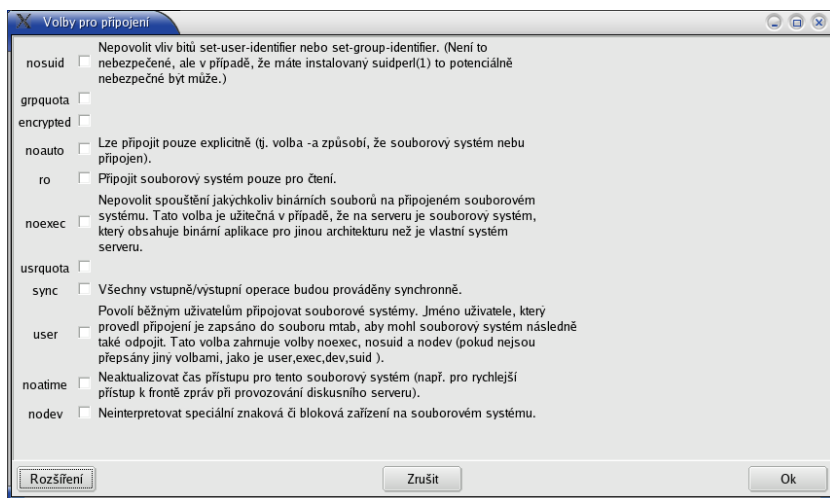 Volby pro připojení
Nepovolit vliv bitů set-user-identifier nebo set-group-identifier. (Není to
nosuid nebezpečené, ale v případě, že máte instalovaný suidperl(1) to potenciálně
nebezpečné být může.)
grpquota
encrypted
Lze připojit pouze explicitně (tj. volba -a způsobí, že souborový systém nebu
noauto
připojen).
ro Připojit souborový systém pouze pro čtení.
Nepovolit spouštění jakýchkoliv binárních souborů na připojeném souborovém
systému. Tato volba je užitečná v případě, že na serveru je souborový systém,
noexec
který obsahuje binární aplikace pro jinou architekturu než je vlastní systém
serveru.
usrquota
sync Všechny vstupně/výstupní operace budou prováděny synchronně.
Povolí běžným uživatelům připojovat souborové systémy. Jméno uživatele, který
provedl připojení je zapsáno do souboru mtab, aby mohl souborový systém následně
user
také odpojit. Tato volba zahrnuje volby noexec, nosuid a nodev (pokud nejsou
přepsány jiný volbami, jako je user,exec,dev,suid ).
Neaktualizovat čas přístupu pro tento souborový systém (např. pro rychlejší
noatime
přístup k frontě zpráv při provozování diskusního serveru).
nodev Neinterpretovat speciální znaková či bloková zařízení na souborovém systému.
Rozšíření Zrušit Ok